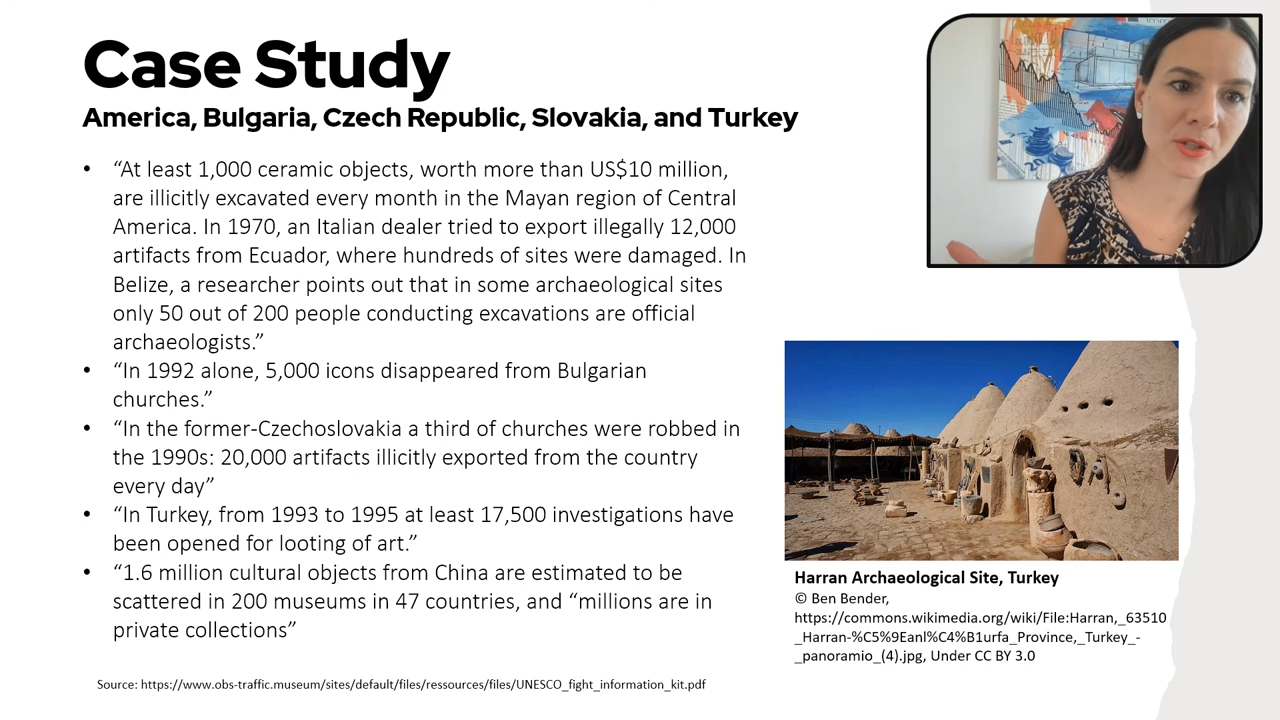 Case Study
America, Bulgaria, Czech Republic, Slovakia, and Turkey
• “At least 1,000 ceramic objects, worth more than US$10 million,
are illicitly excavated every month in the Mayan region of Central
America. In 1970, an Italian dealer tried to export illegally 12,000
artifacts from Ecuador, where hundreds of sites were damaged. In
Belize, a researcher points out that in some archaeological sites
only 50 out of 200 people conducting excavations are official
archaeologists.”
• “In 1992 alone, 5,000 icons disappeared from Bulgarian
churches.”
• “In the former-Czechoslovakia a third of churches were robbed in
the 1990s: 20,000 artifacts illicitly exported from the country
every day”
• “In Turkey, from 1993 to 1995 at least 17,500 investigations have
been opened for looting of art.”
• “1.6 million cultural objects from China are estimated to be
scattered in 200 museums in 47 countries, and “millions are in
private collections”
Harran Archaeological Site, Turkey
© Ben Bender,
https://commons.wikimedia.org/wiki/File:Harran,_63510
_Harran-%C5%9Eanl%C4%B1urfa_Province,_Turkey_-
_panoramio_(4).jpg, Under CC BY 3.0
Source: https://www.obs-traffic.museum/sites/default/files/ressources/files/UNESCO_fight_information_kit.pdf